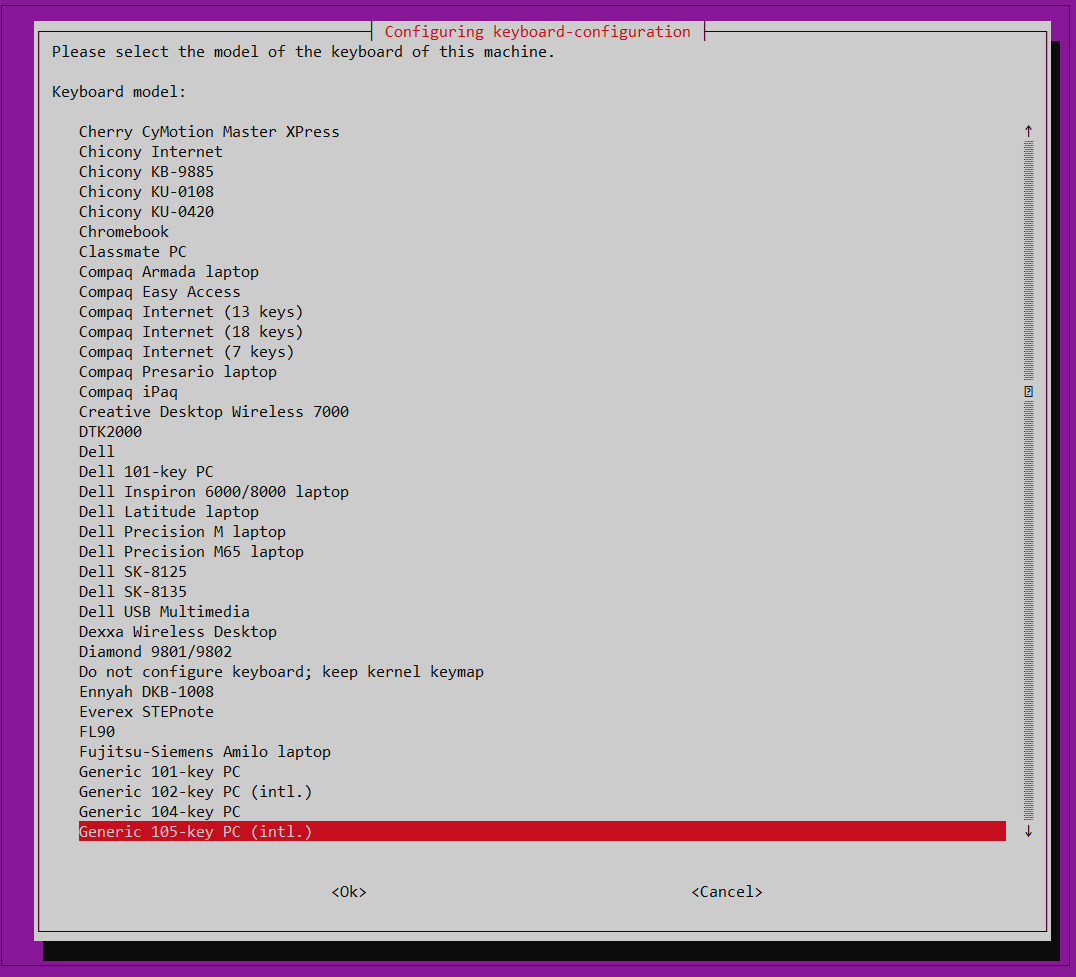 Configuring keyboard-configuration
Please select the model of the keyboard of this machine.
Keyboard model:
Cherry CyMotion Master XPress
Chicony Internet
Chicony KB-9885
Chicony KU-0108
Chicony KU-0420
Chromebook
Classmate PC
Compaq Armada laptop
Compaq Easy Access
Compaq Internet (13 keys)
Compaq Internet (18 keys)
Compaq Internet (7 keys)
Compaq Presario laptop
Compaq iPaq
Creative Desktop Wireless 7000
DTK2000
Dell
Dell 101-key PC
Dell Inspiron 6000/8000 laptop
Dell Latitude laptop
Dell Precision M laptop
Dell Precision M65 laptop
Dell SK-8125
Dell SK-8135
Dell USB Multimedia
Dexxa Wireless Desktop
Diamond 9801/9802
Do not configure keyboard; keep kernel keymap
Ennyah DKB-1008
Everex STEPnote
FL90
Fujitsu-Siemens Amilo laptop
Generic 101-key PC
Generic 102-key PC (intl.)
Generic 104-key PC
Generic 105-key PC (intl.)
<Ok> <Cancel>